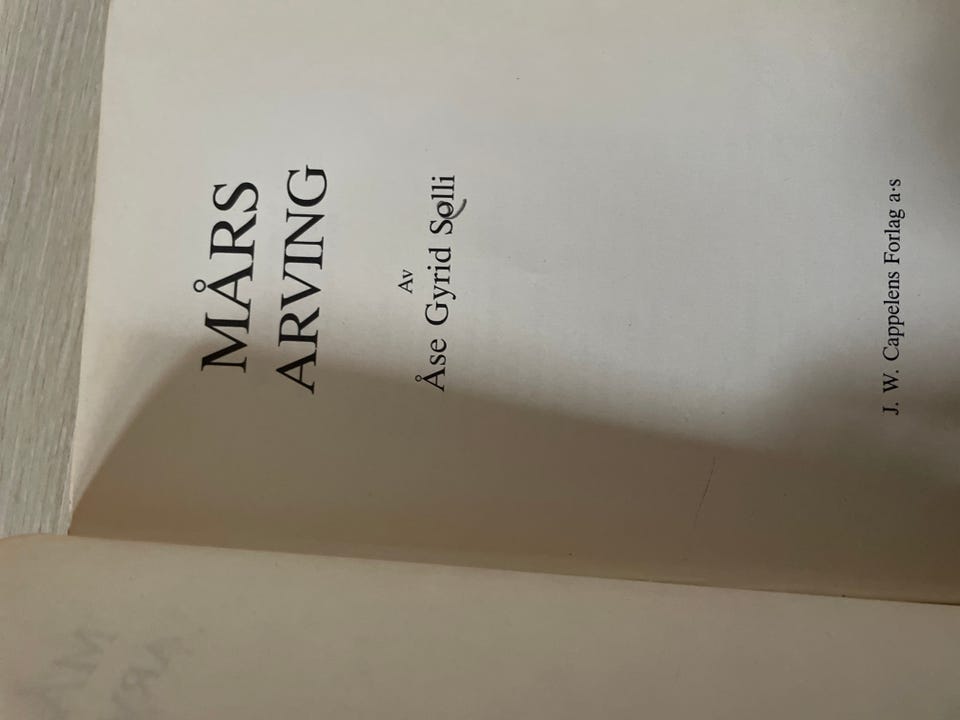 MÅRS
ARVING
Av
Åse Gyrid Solli
J. W. Cappelens Forlag a·s